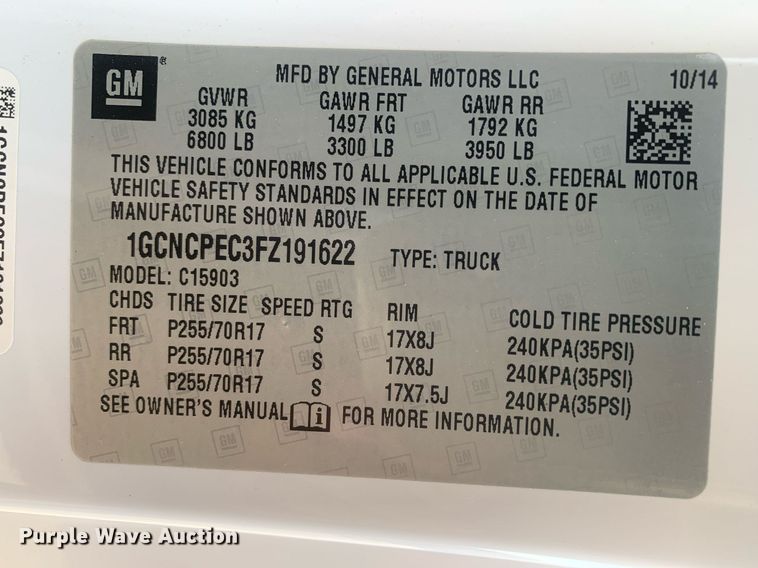 GM
MFD BY GENERAL MOTORS LLC 10/14
GVWR GAWR FRT GAWR RR
3085 KG 1497 KG 1792 KG
6800 LB 3300 LB 3950 LB
THIS VEHICLE CONFORMS TO ALL APPLICABLE U.S. FEDERAL MOTOR
VEHICLE SAFETY STANDARDS IN EFFECT ON THE DATE OF
MANUFACTURE SHOWN ABOVE.
1GCNCPEC3FZ191622 TYPE: TRUCK
MODEL: C15903
CHDS TIRE SIZE SPEED RTG RIM COLD TIRE PRESSURE
FRT P255/70R17 S 17X8J 240KPA(35PSI)
RR P255/70R17 S 17X8J 240KPA(35PSI)
SPA P255/70R17 S 17X7.5J 240KPA(35PSI)
SEE OWNER'S MANUAL FOR MORE INFORMATION.
Purple Wave Auction